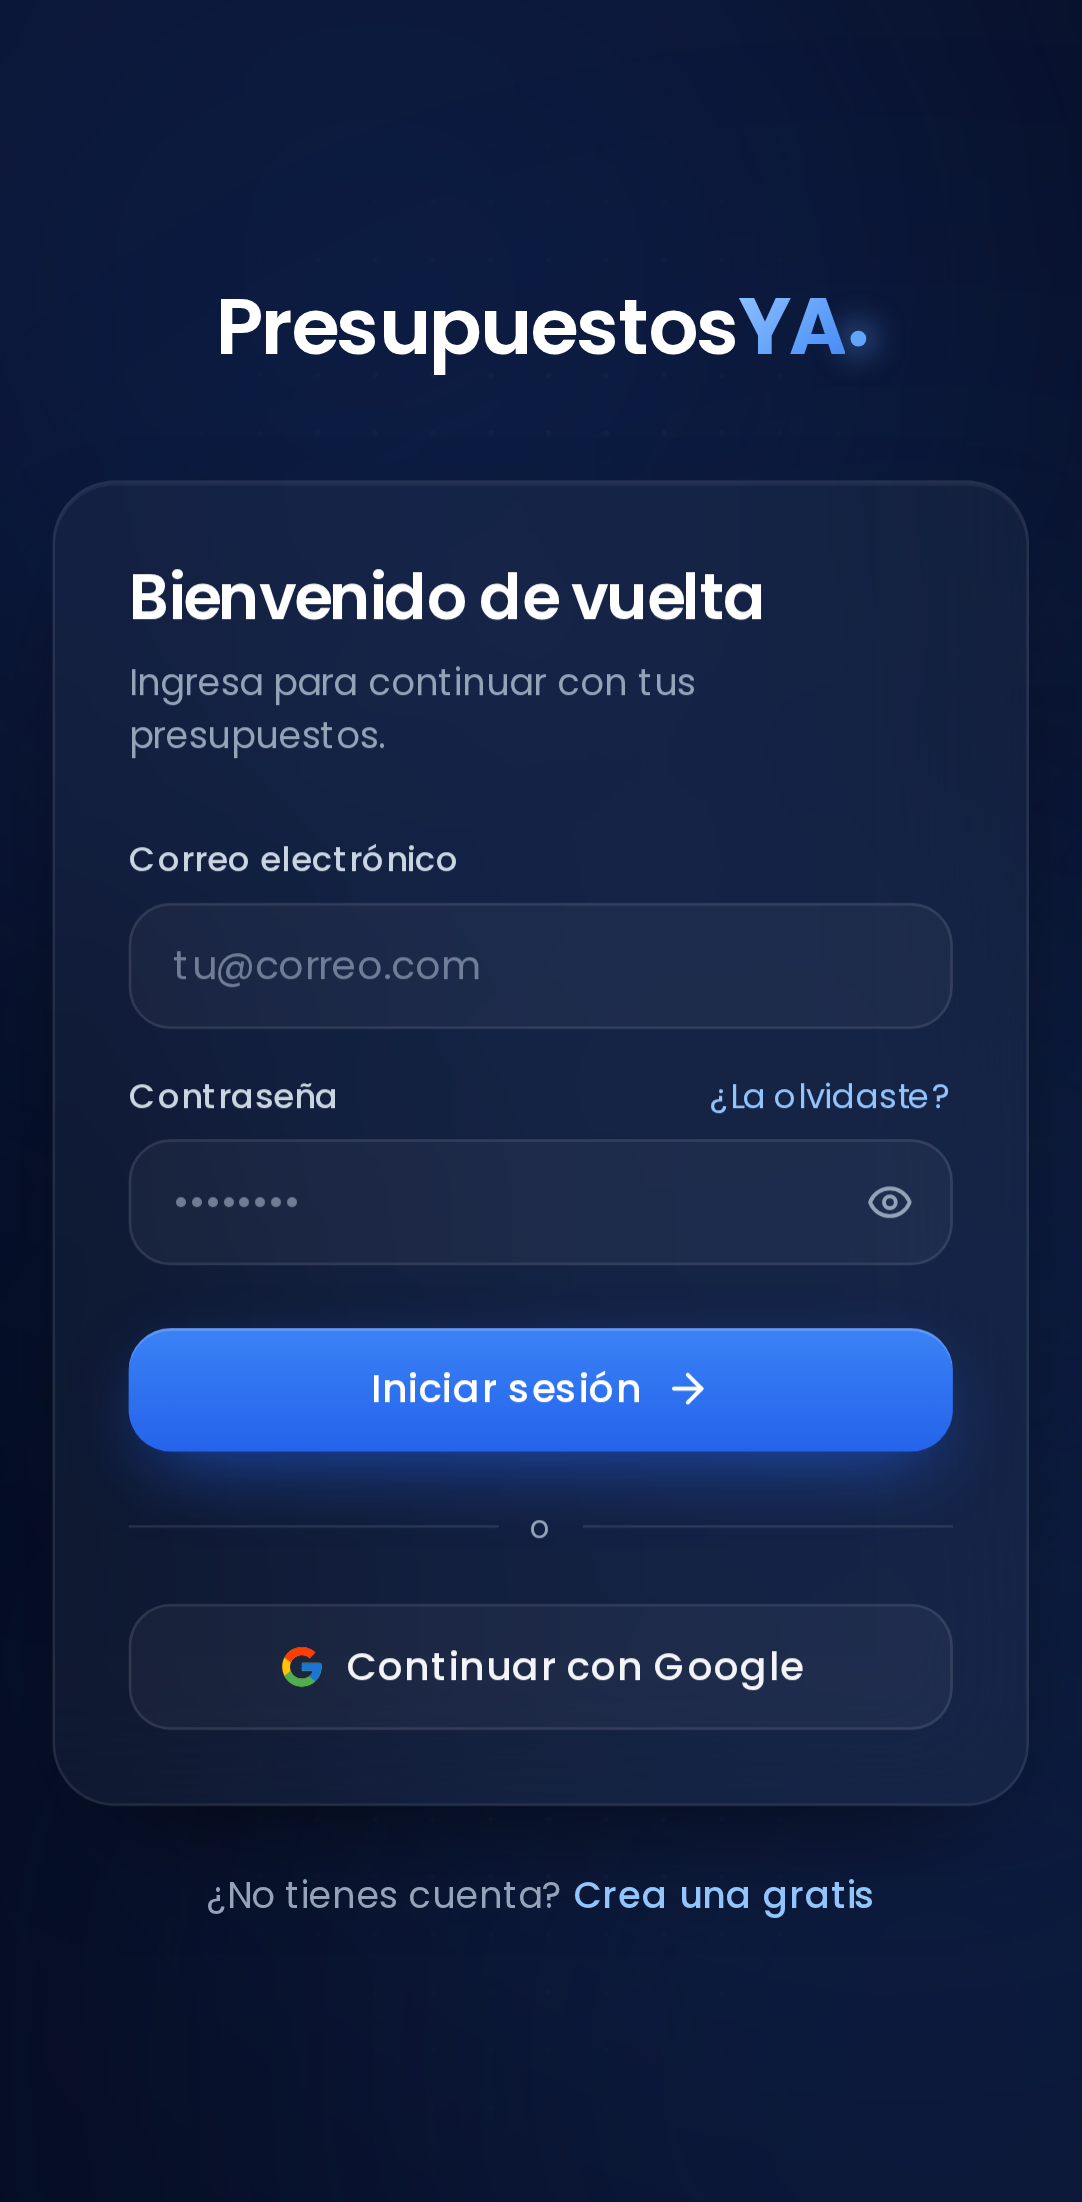 PresupuestosYA
Bienvenido de vuelta
Ingresa para continuar con tus
presupuestos.
Correo electrónico
tu@correo.com
Contraseña
¿La olvidaste?
••••••••
Iniciar sesión →
o
Continuar con Google
¿No tienes cuenta? Crea una gratis